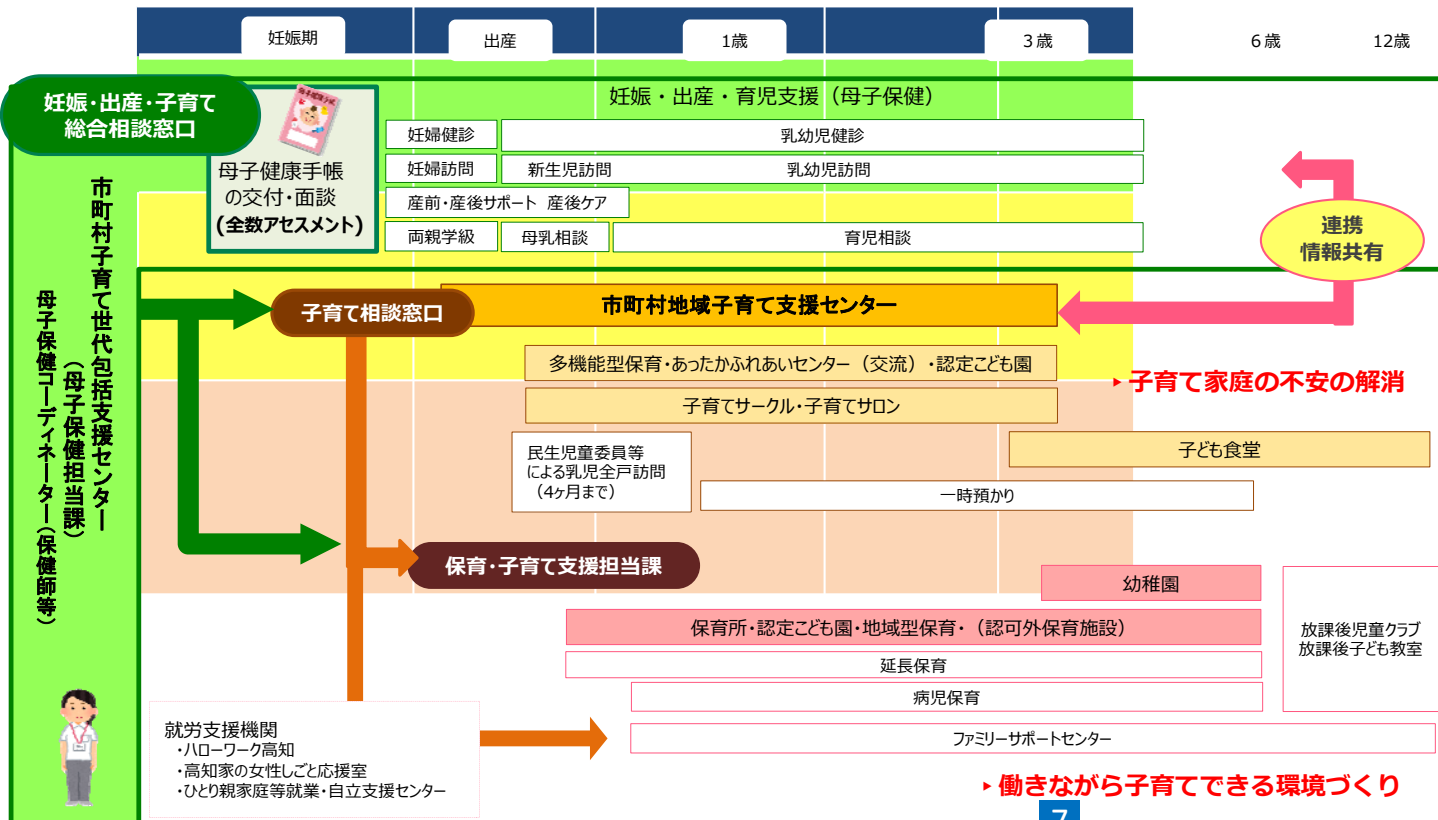 妊娠期
出産
1歳
3歳
6歳
12歳
妊娠・出産・子育て
総合相談窓口
妊娠・出産・育児支援(母子保健)
母子健康手帳
の交付・面談
(全数アセスメント)
妊婦健診
乳幼児健診
妊婦訪問
新生児訪問
乳幼児訪問
産前・産後サポート 産後ケア
両親学級
母乳相談
育児相談
連携
情報共有
市町村子育て世代包括支援センター
(母子保健担当課)
母子保健コーディネーター(保健師等)
子育て相談窓口
市町村地域子育て支援センター
多機能型保育・あったかふれあいセンター(交流)・認定こども園
▸子育て家庭の不安の解消
子育てサークル・子育てサロン
民生児童委員等
による乳児全戸訪問
(4ヶ月まで)
子ども食堂
一時預かり
保育・子育て支援担当課
幼稚園
保育所・認定こども園・地域型保育・(認可外保育施設)
放課後児童クラブ
放課後子ども教室
延長保育
病児保育
ファミリーサポートセンター
就労支援機関
・ハローワーク高知
・高知家の女性しごと応援室
・ひとり親家庭等就業・自立支援センター
▸働きながら子育てできる環境づくり
7